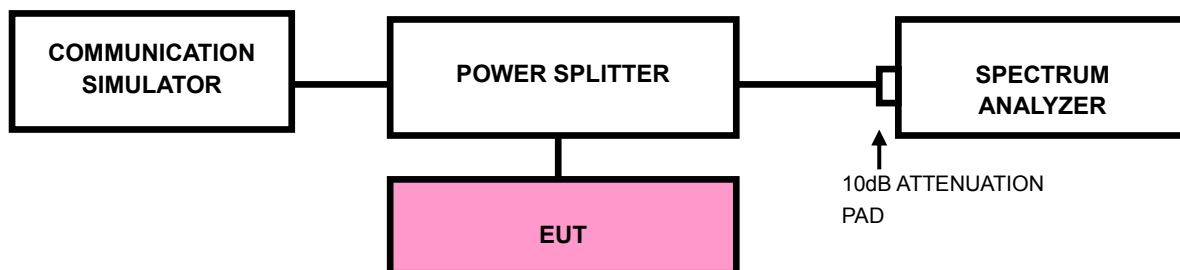 COMMUNICATION
SIMULATOR
POWER SPLITTER
SPECTRUM
ANALYZER
10dB ATTENUATION
PAD
EUT